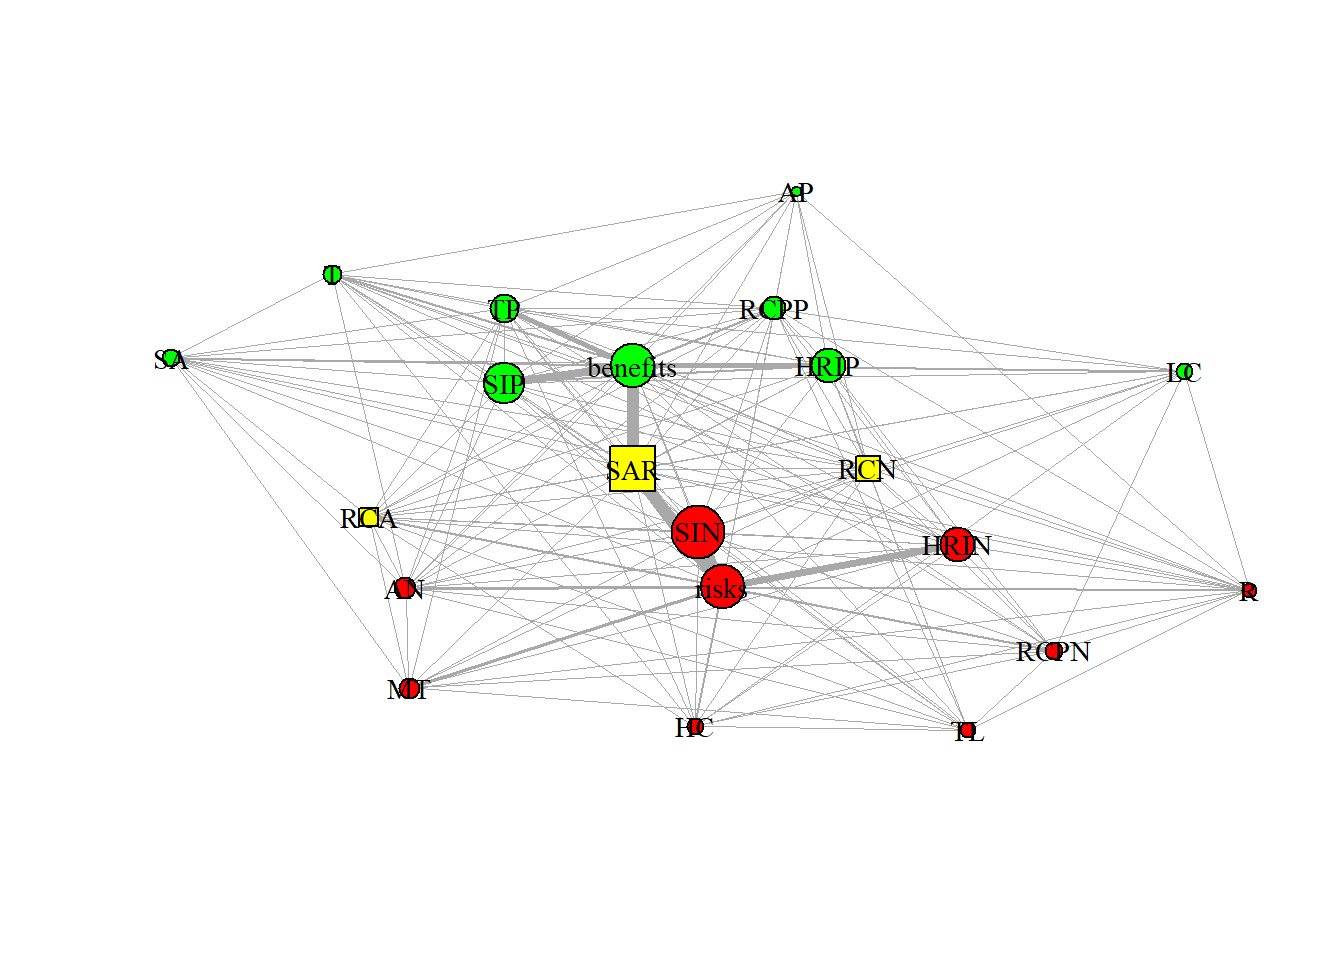 AP
T
TP
RCPP
SA
benefits
HRIP
LC
SIP
SAR
RCN
RCA
SIN
HRIN
AN
risks
R
RCPN
MT
HC
TL